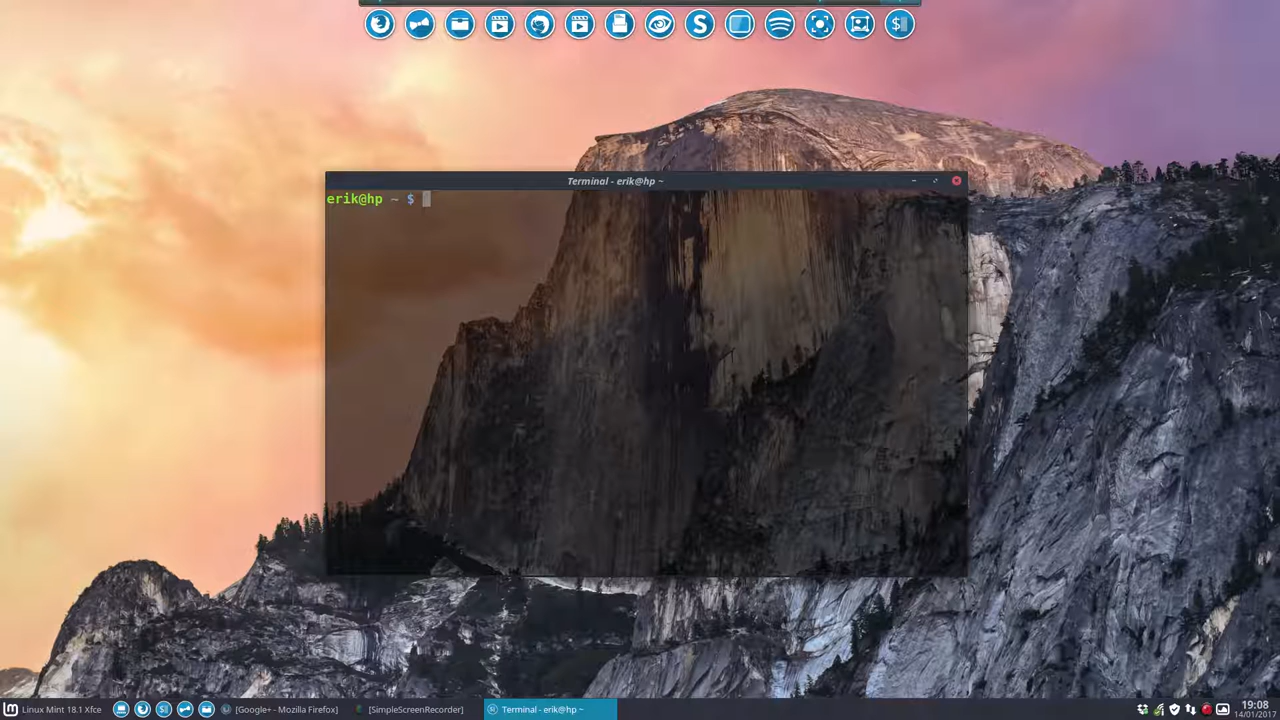 S
$
Terminal - erik@hp ~
erik@hp ~ $
Linux Mint 18.1 Xfce
[Google+ - Mozilla Firefox]
[SimpleScreenRecorder]
Terminal - erik@hp ~
19:08
14/01/2017